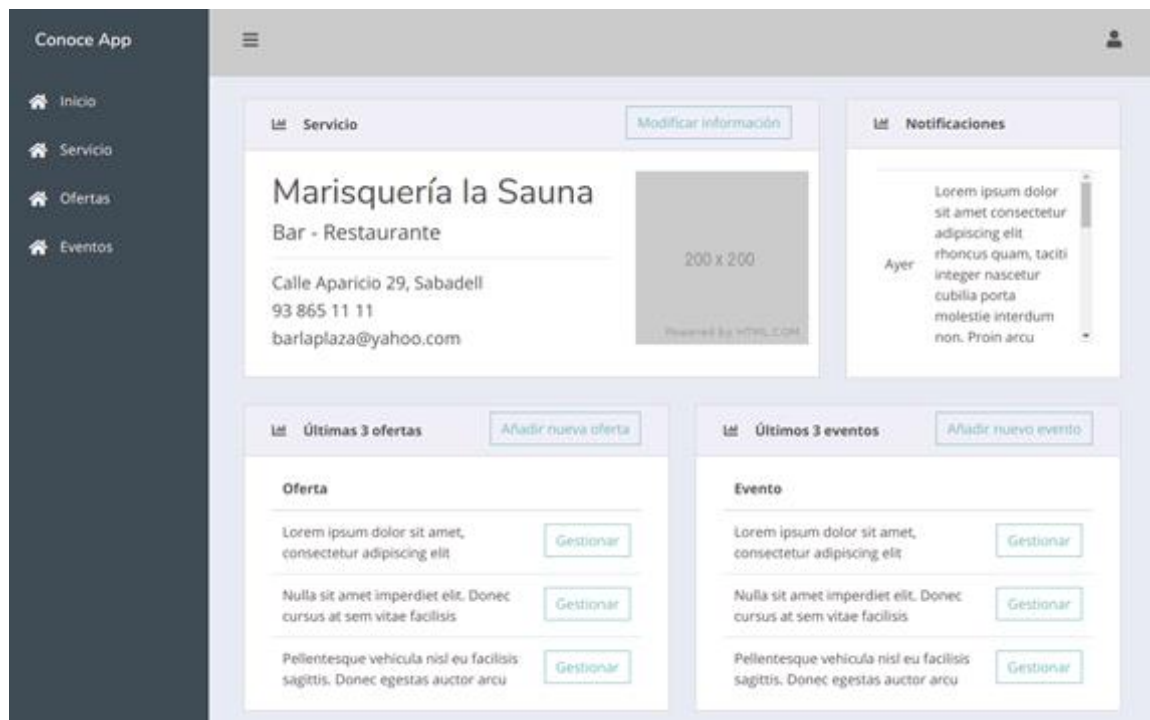 Conoce App
Inicio
Servicio
Ofertas
Eventos
Servicio
Modificar información
Marisquería la Sauna
Bar - Restaurante
Calle Aparicio 29, Sabadell
93 865 11 11
barlaplaza@yahoo.com
200 x 200
Powered by HTML.COM
Notificaciones
Ayer
Lorem ipsum dolor
sit amet consectetur
adipiscing elit
rhoncus quam, taciti
integer nascetur
cubilia porta
molestie interdum
non. Proin arcu
Últimas 3 ofertas
Añadir nueva oferta
Oferta
Lorem ipsum dolor sit amet,
consectetur adipiscing elit
Gestionar
Nulla sit amet imperdiet elit. Donec
cursus at sem vitae facilisis
Gestionar
Pellentesque vehicula nisl eu facilisis
sagittis. Donec egestas auctor arcu
Gestionar
Últimos 3 eventos
Añadir nuevo evento
Evento
Lorem ipsum dolor sit amet,
consectetur adipiscing elit
Gestionar
Nulla sit amet imperdiet elit. Donec
cursus at sem vitae facilisis
Gestionar
Pellentesque vehicula nisl eu facilisis
sagittis. Donec egestas auctor arcu
Gestionar